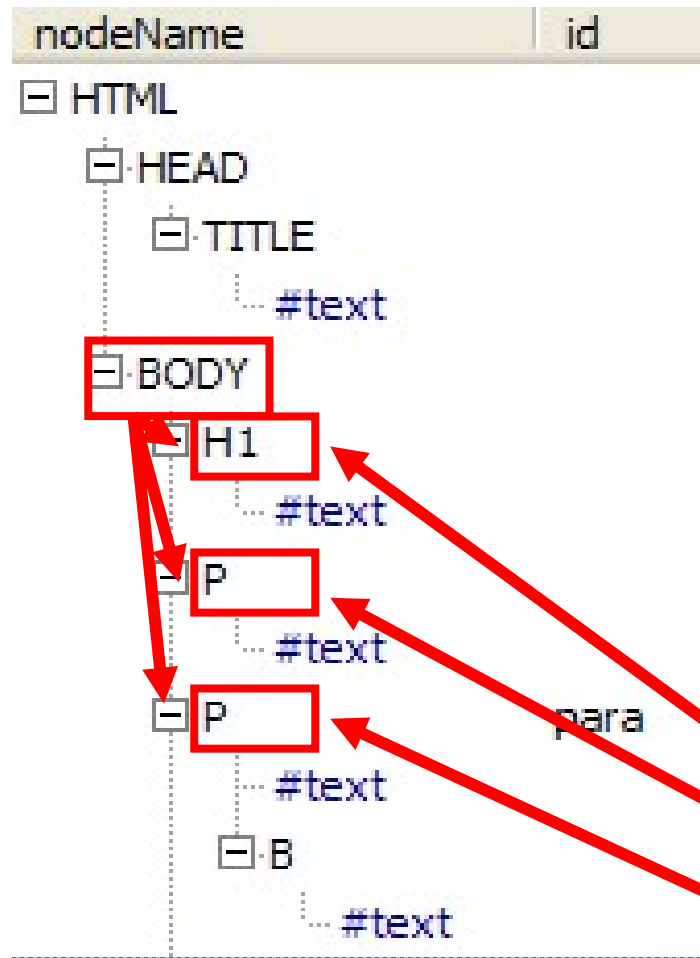 nodeName id
HTML
HEAD
TITLE
#text
BODY
H1
#text
P
#text
P para
#text
B
#text